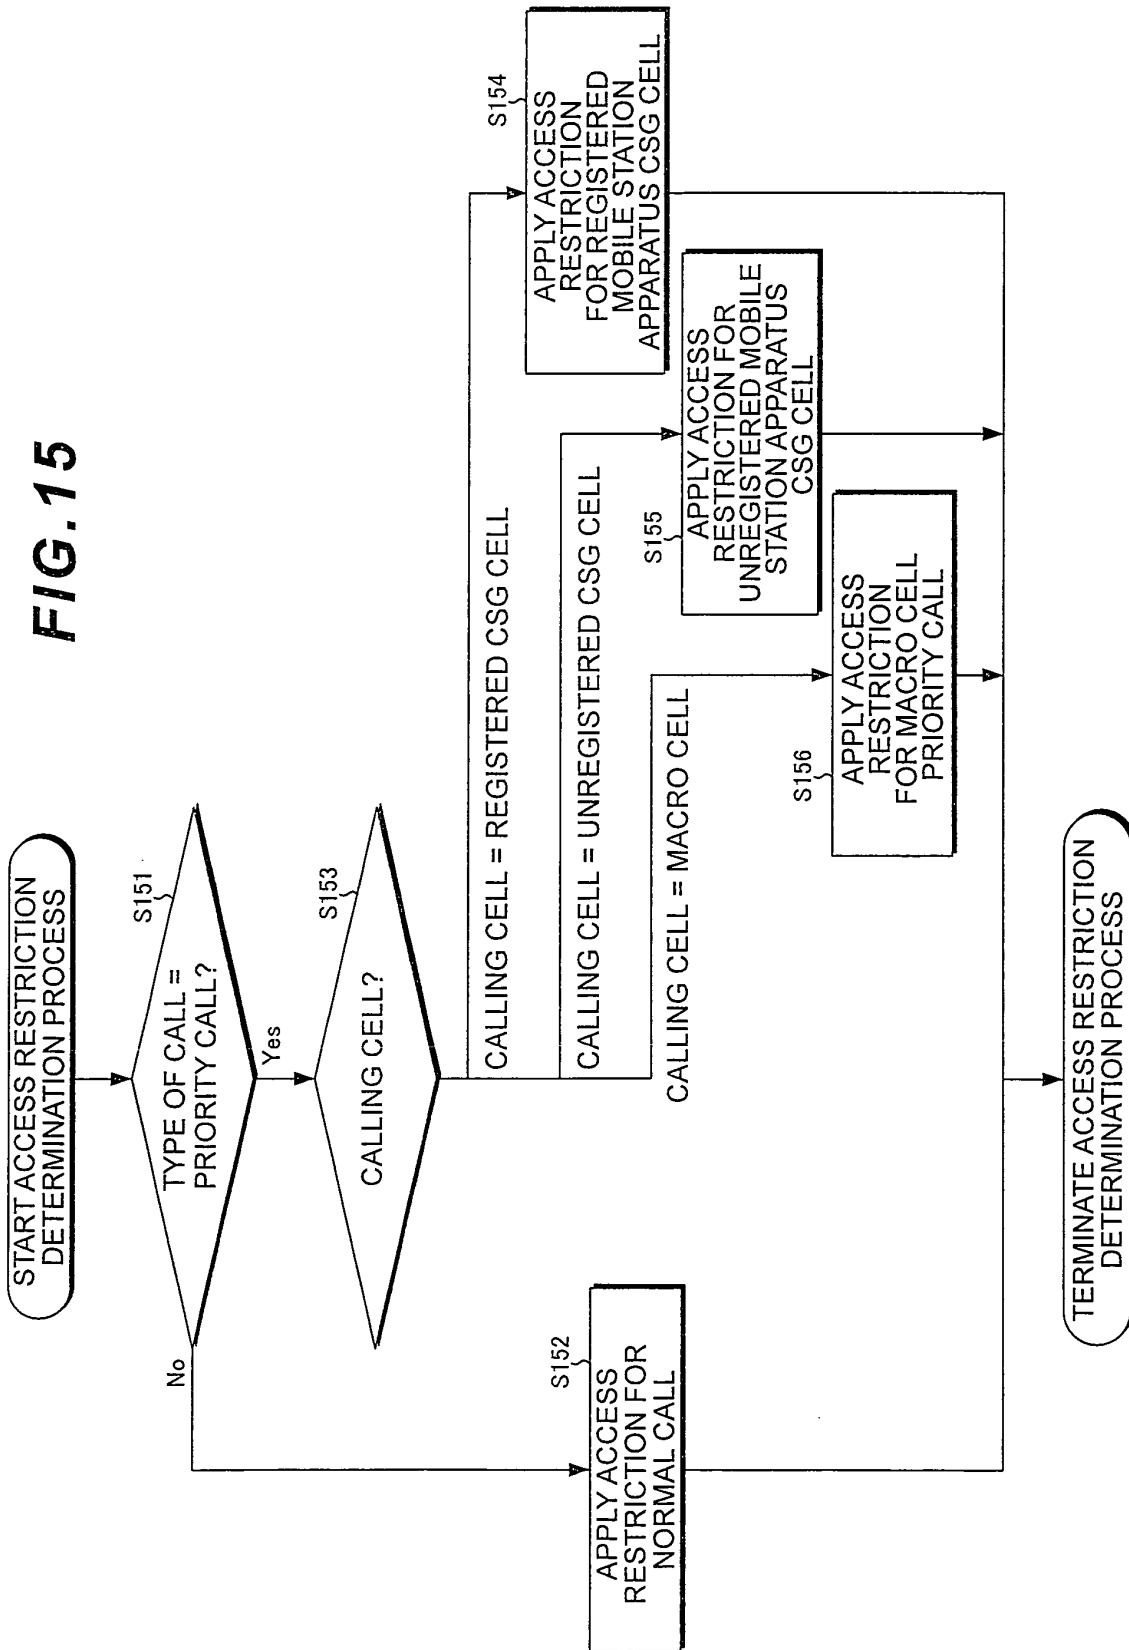 FIG.15
START ACCESS RESTRICTION
DETERMINATION PROCESS
S151
TYPE OF CALL =
PRIORITY CALL?
No
Yes
S153
CALLING CELL?
CALLING CELL = REGISTERED CSG CELL
CALLING CELL = UNREGISTERED CSG CELL
CALLING CELL = MACRO CELL
S152
APPLY ACCESS
RESTRICTION FOR
NORMAL CALL
S154
APPLY ACCESS
RESTRICTION
FOR REGISTERED
MOBILE STATION
APPARATUS CSG CELL
S155
APPLY ACCESS
RESTRICTION FOR
UNREGISTERED MOBILE
STATION APPARATUS
CSG CELL
S156
APPLY ACCESS
RESTRICTION
FOR MACRO CELL
PRIORITY CALL
TERMINATE ACCESS RESTRICTION
DETERMINATION PROCESS